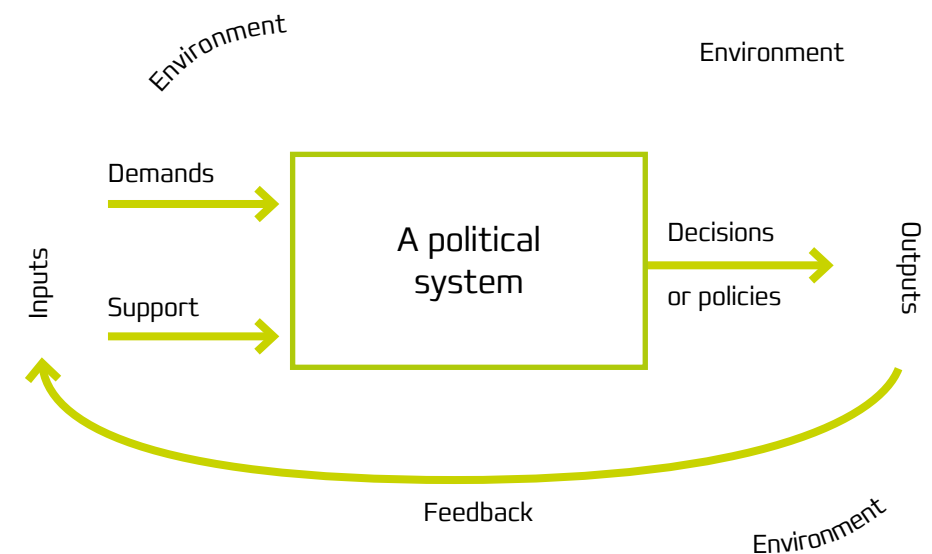 Environment
Environment
Demands
Inputs
Support
A political
system
Decisions
or policies
Outputs
Feedback
Environment